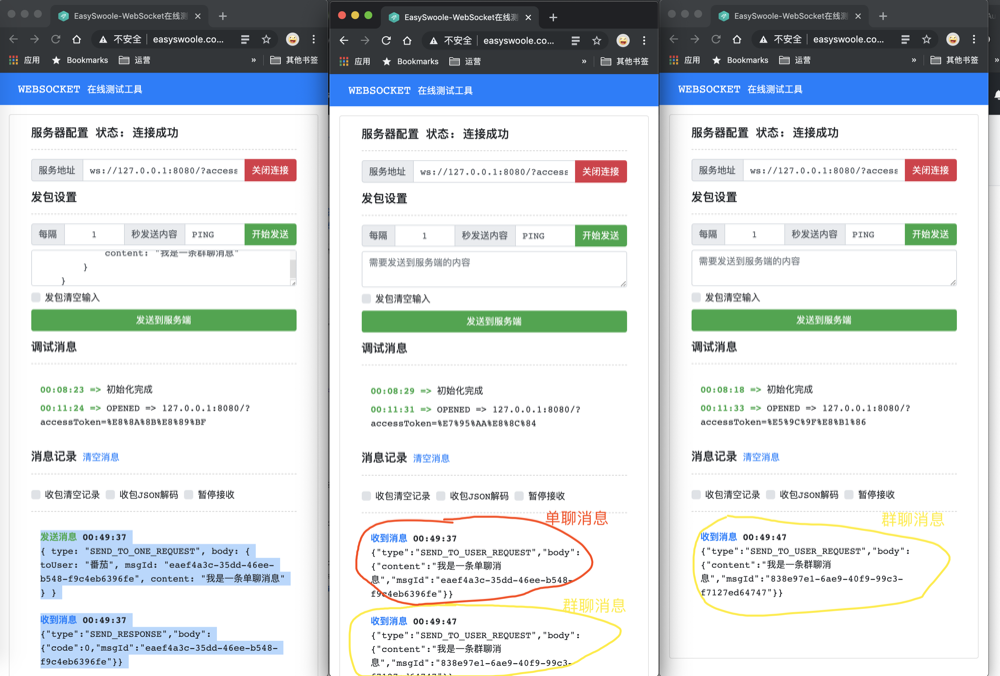 EasySwoole-WebSocket在线测
不安全 easyswoole.co...
应用 Bookmarks 运营 » 其他书签
WEBSOCKET 在线测试工具
服务器配置 状态: 连接成功
服务地址 ws://127.0.0.1:8080/?access 关闭连接
发包设置
每隔 1 秒发送内容 PING 开始发送
content: "我是一条群聊消息"
}
}
发包清空输入
发送到服务端
调试消息
00:08:23 => 初始化完成
00:11:24 => OPENED => 127.0.0.1:8080/?
accessToken=%E8%8A%8B%E8%89%BF
消息记录 清空消息
收包清空记录 收包JSON解码 暂停接收
发送消息 00:49:37
{ type: "SEND_TO_ONE_REQUEST", body: {
toUser: "番茄", msgId: "eaef4a3c-35dd-46ee-
b548-f9c4eb6396fe", content: "我是一条单聊消息"
} }
收到消息 00:49:37
{"type":"SEND_RESPONSE","body":
{"code":0,"msgId":"eaef4a3c-35dd-46ee-b548-
f9c4eb6396fe"}}
EasySwoole-WebSocket在线测
不安全 easyswoole.co...
应用 Bookmarks 运营 » 其他书签
WEBSOCKET 在线测试工具
服务器配置 状态: 连接成功
服务地址 ws://127.0.0.1:8080/?access 关闭连接
发包设置
每隔 1 秒发送内容 PING 开始发送
需要发送到服务端的内容
发包清空输入
发送到服务端
调试消息
00:08:29 => 初始化完成
00:11:31 => OPENED => 127.0.0.1:8080/?
accessToken=%E7%95%AA%E8%8C%84
消息记录 清空消息
收包清空记录 收包JSON解码 暂停接收
单聊消息
收到消息 00:49:37
{"type":"SEND_TO_USER_REQUEST","body":
{"content":"我是一条单聊消
息","msgId":"eaef4a3c-35dd-46ee-b548-
f9c4eb6396fe"}}
群聊消息
收到消息 00:49:47
{"type":"SEND_TO_USER_REQUEST","body":
{"content":"我是一条群聊消
息","msgId":"838e97e1-6ae9-40f9-99c3-
f7127ed64747"}}
EasySwoole-WebSocket在线测
不安全 easyswoole.co...
应用 Bookmarks 运营 » 其他书签
WEBSOCKET 在线测试工具
服务器配置 状态: 连接成功
服务地址 ws://127.0.0.1:8080/?access 关闭连接
发包设置
每隔 1 秒发送内容 PING 开始发送
需要发送到服务端的内容
发包清空输入
发送到服务端
调试消息
00:08:18 => 初始化完成
00:11:33 => OPENED => 127.0.0.1:8080/?
accessToken=%E5%9C%9F%E8%B1%86
消息记录 清空消息
收包清空记录 收包JSON解码 暂停接收
群聊消息
收到消息 00:49:47
{"type":"SEND_TO_USER_REQUEST","body":
{"content":"我是一条群聊消
息","msgId":"838e97e1-6ae9-40f9-99c3-
f7127ed64747"}}